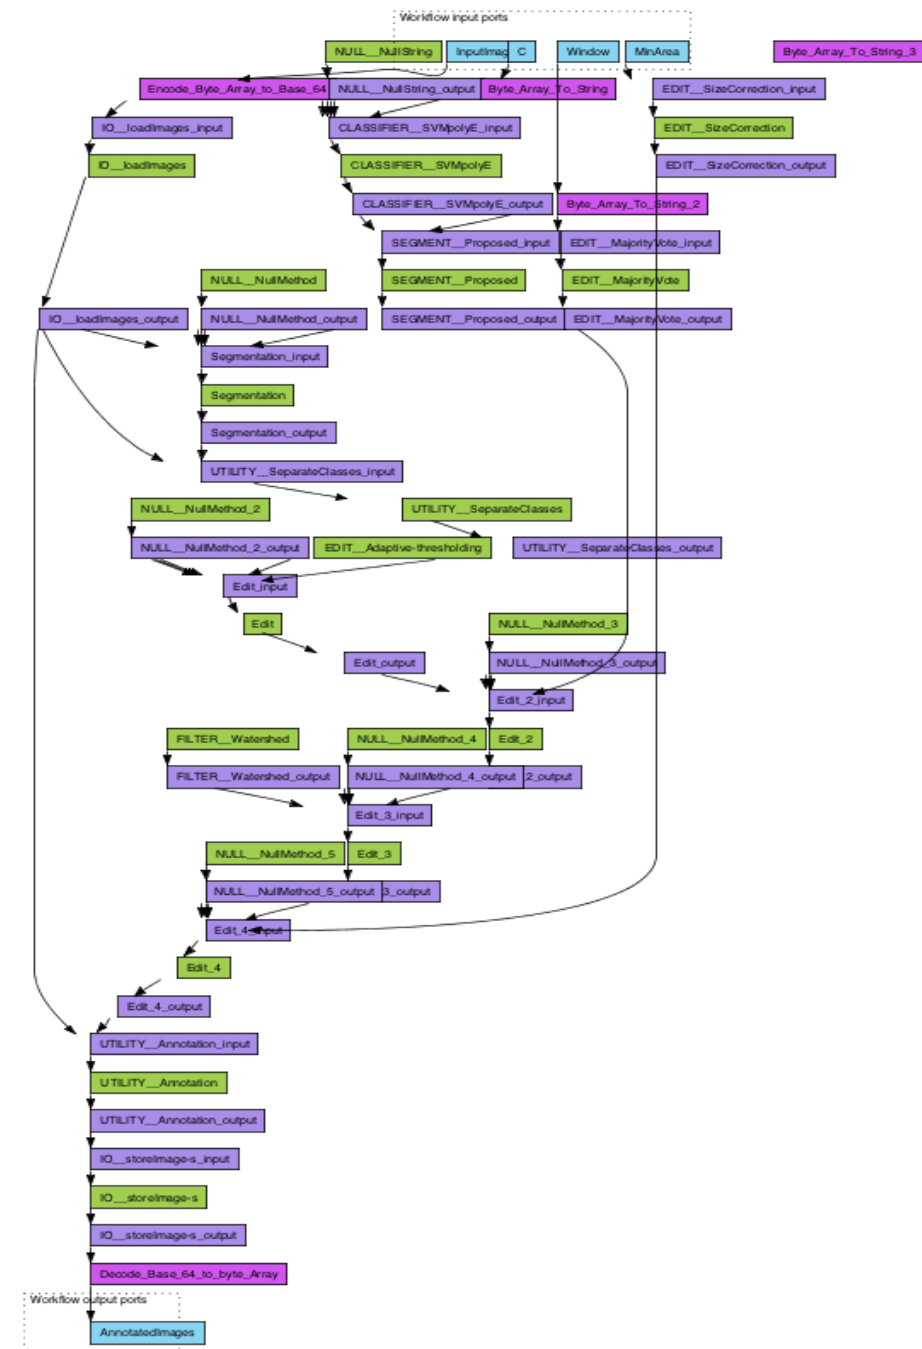 Workflow input ports
NULL__NullString InputImag C Window MinArea Byte_Array_To_String_3
Encode_Byte_Array_to_Base_64 NULL__NullString_output Byte_Array_To_String EDIT__SizeCorrection_input
IO__loadImages_input CLASSIFIER__SVMpolyE_input EDIT__SizeCorrection
IO__loadImages CLASSIFIER__SVMpolyE EDIT__SizeCorrection_output
CLASSIFIER__SVMpolyE_output Byte_Array_To_String_2
SEGMENT__Proposed_input EDIT__MajorityVote_input
NULL__NullMethod SEGMENT__Proposed EDIT__MajorityVote
IO__loadImages_output NULL__NullMethod_output SEGMENT__Proposed_output EDIT__MajorityVote_output
Segmentation_input
Segmentation
Segmentation_output
UTILITY__SeparateClasses_input
NULL__NullMethod_2 UTILITY__SeparateClasses
NULL__NullMethod_2_output EDIT__Adaptive-thresholding UTILITY__SeparateClasses_output
Edit_input
Edit NULL__NullMethod_3
Edit_output NULL__NullMethod_3_output
Edit_2_input
FILTER__Watershed NULL__NullMethod_4 Edit_2
FILTER__Watershed_output NULL__NullMethod_4_output 2_output
Edit_3_input
NULL__NullMethod_5 Edit_3
NULL__NullMethod_5_output 3_output
Edit_4_input
Edit_4
Edit_4_output
UTILITY__Annotation_input
UTILITY__Annotation
UTILITY__Annotation_output
IO__storeImage-s_input
IO__storeImage-s
IO__storeImage-s_output
Decode_Base_64_to_byte_Array
Workflow output ports
AnnotatedImages